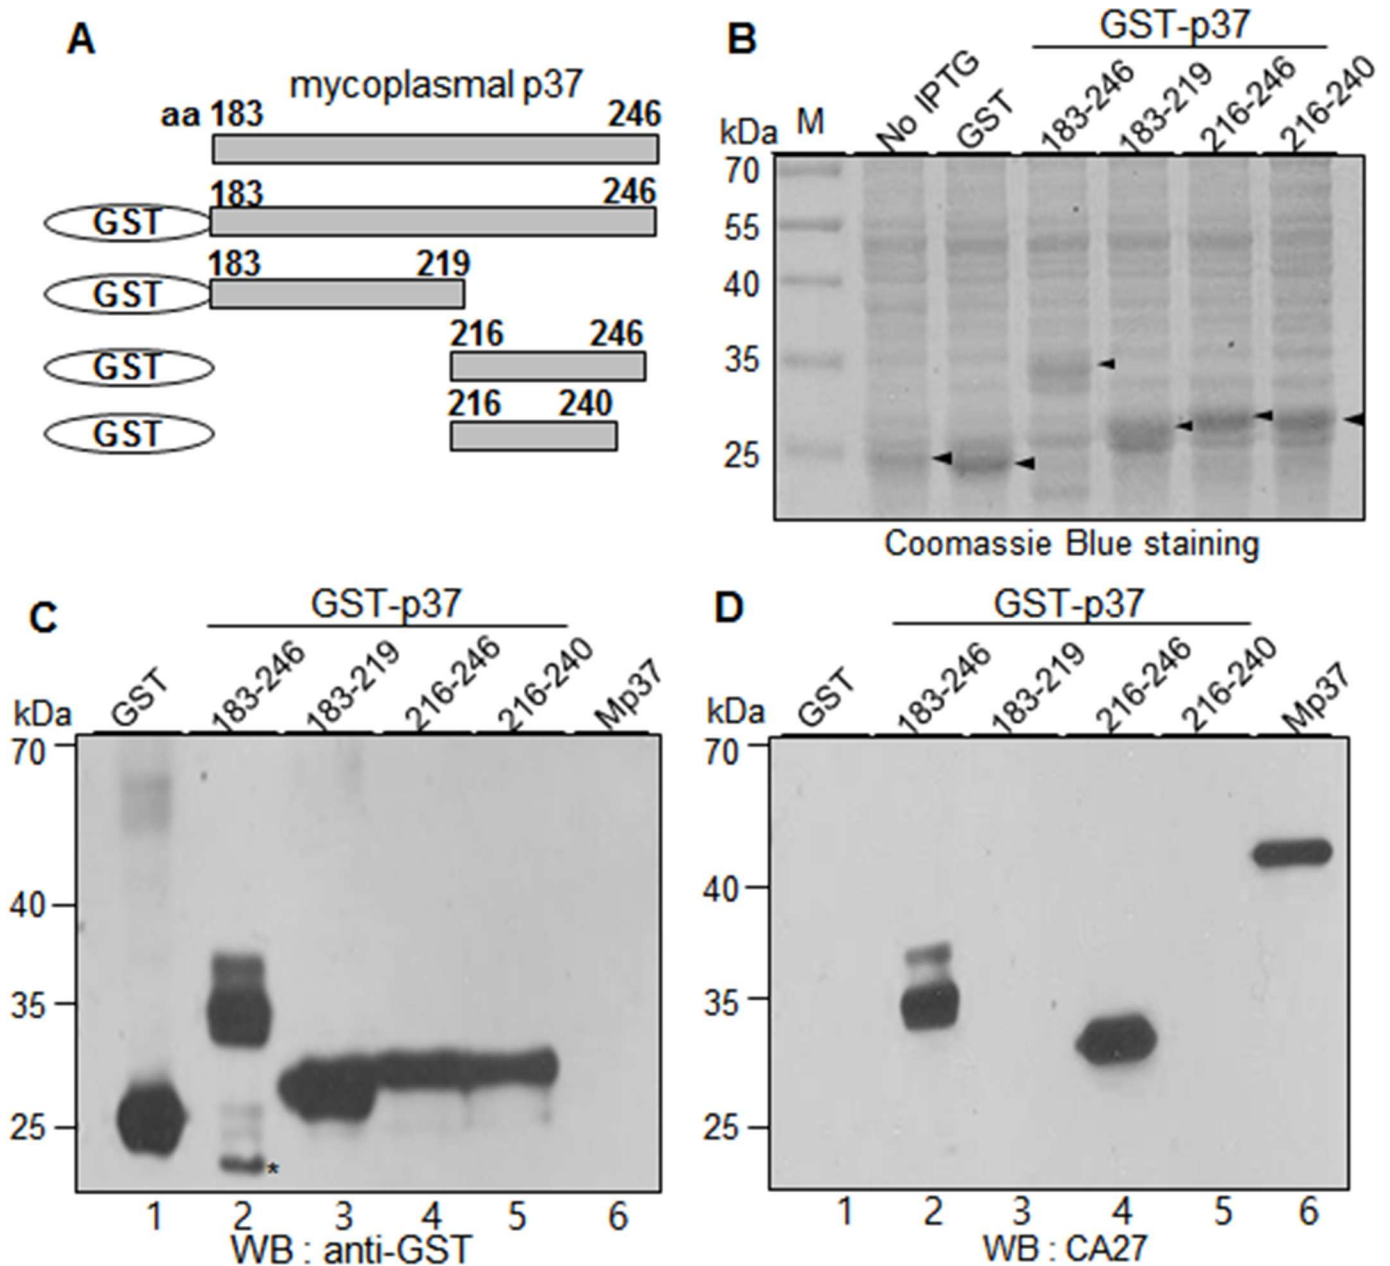 A
mycoplasmal p37
aa 183 246
183 246
GST
183 219
GST
216 246
GST
216 240
GST
B
GST-p37
kDa M No IPTG GST 183-246 183-219 216-246 216-240
70
55
40
35
25
Coomassie Blue staining
C
GST-p37
kDa GST 183-246 183-219 216-246 216-240 Mp37
70
40
35
25
*
1 2 3 4 5 6
WB : anti-GST
D
GST-p37
kDa GST 183-246 183-219 216-246 216-240 Mp37
70
40
35
25
1 2 3 4 5 6
WB : CA27